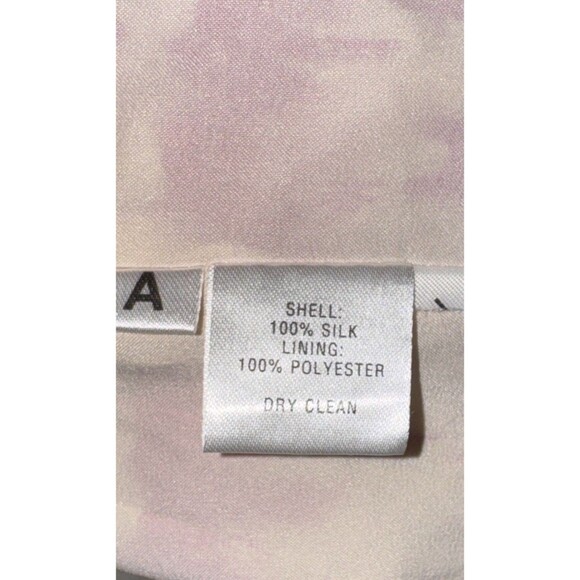 A
SHELL:
100% SILK
LINING:
100% POLYESTER
DRY CLEAN